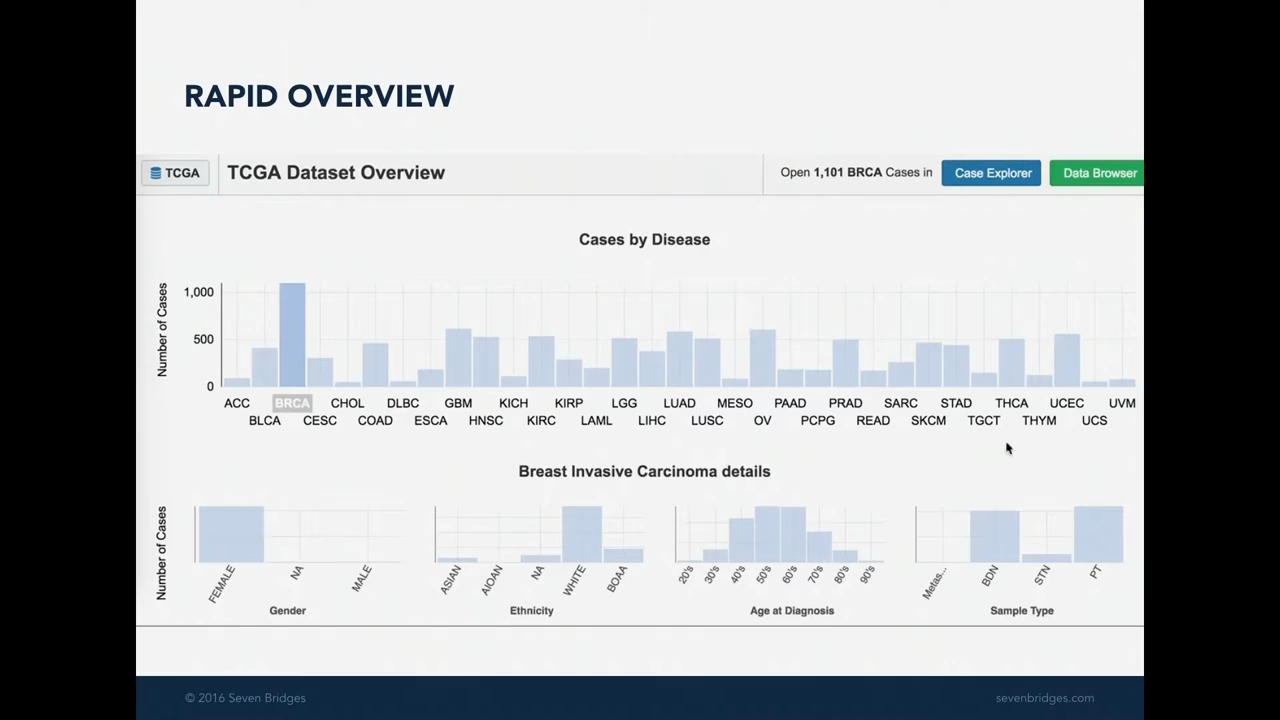 RAPID OVERVIEW
TCGA
TCGA Dataset Overview
Open 1,101 BRCA Cases in
Case Explorer
Data Browser
Cases by Disease
Number of Cases
1,000
500
0
ACC BRCA CHOL DLBC GBM KICH KIRP LGG LUAD MESO PAAD PRAD SARC STAD THCA UCEC UVM
BLCA CESC COAD ESCA HNSC KIRC LAML LIHC LUSC OV PCPG READ SKCM TGCT THYM UCS
Breast Invasive Carcinoma details
Number of Cases
FEMALE NA MALE
Gender
ASIAN AIOAN NA WHITE BOAA
Ethnicity
20's 30's 40's 50's 60's 70's 80's 90's
Age at Diagnosis
Metas... BDN STN PT
Sample Type
© 2016 Seven Bridges
sevenbridges.com